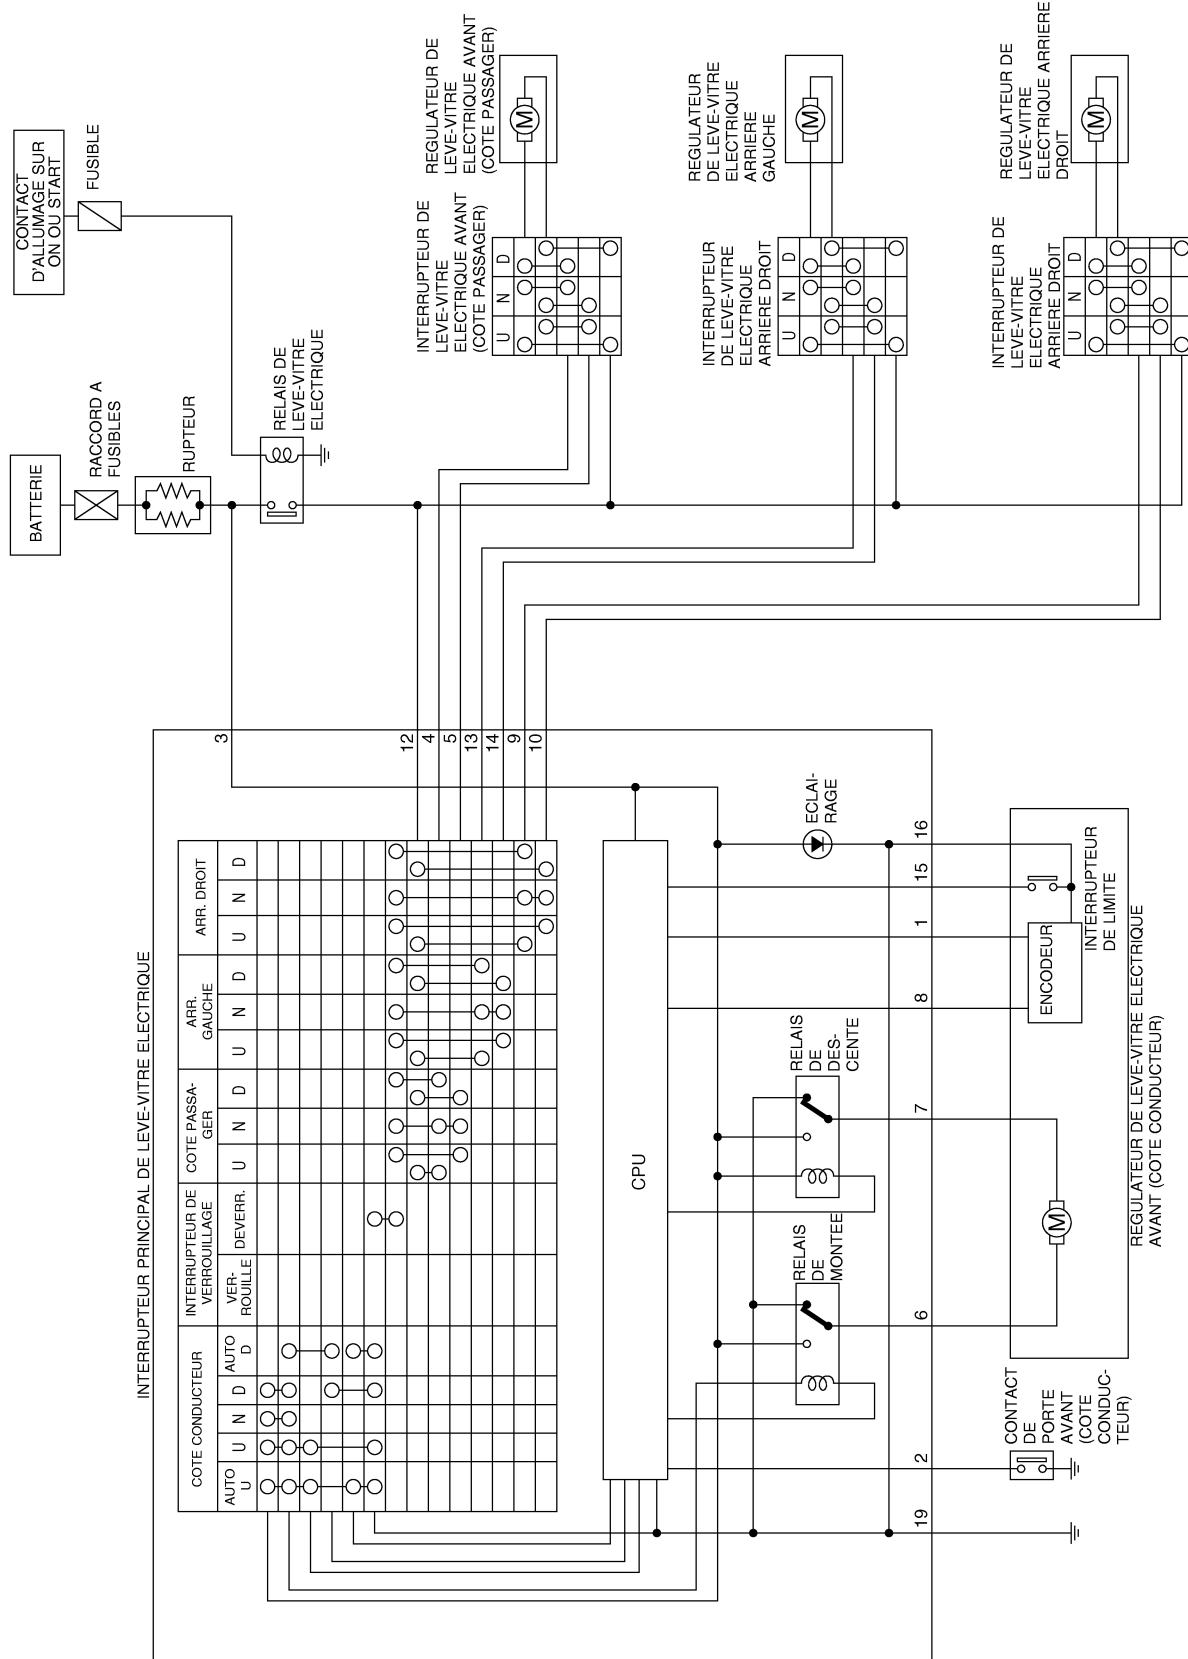 BATTERIE
RACCORD A
FUSIBLES
RUPTEUR
CONTACT
D'ALLUMAGE SUR
ON OU START
FUSIBLE
RELAIS DE
LEVE-VITRE
ELECTRIQUE
INTERRUPTEUR DE
LEVE-VITRE
ELECTRIQUE AVANT
(COTE PASSAGER)
U N D
REGULATEUR DE
LEVE-VITRE
ELECTRIQUE AVANT
(COTE PASSAGER)
M
INTERRUPTEUR
DE LEVE-VITRE
ELECTRIQUE
ARRIERE DROIT
U N D
REGULATEUR
DE LEVE-VITRE
ELECTRIQUE
ARRIERE
GAUCHE
M
INTERRUPTEUR DE
LEVE-VITRE
ELECTRIQUE
ARRIERE DROIT
U N D
REGULATEUR DE
LEVE-VITRE
ELECTRIQUE ARRIERE
DROIT
M
INTERRUPTEUR PRINCIPAL DE LEVE-VITRE ELECTRIQUE
3
12
4
5
13
14
9
10
COTE CONDUCTEUR
AUTO
U
U
N
D
AUTO
D
INTERRUPTEUR DE
VERROUILLAGE
VER-
ROUILLE
DEVERR.
COTE PASSA-
GER
U N D
ARR.
GAUCHE
U N D
ARR. DROIT
U N D
CPU
RELAIS
DE
MONTEE
RELAIS
DE
DES-
CENTE
ECLAI-
RAGE
19
2
6
7
8
1
15
16
CONTACT
DE
PORTE
AVANT
(COTE
CONDUC-
TEUR)
M
ENCODEUR
INTERRUPTEUR
DE LIMITE
REGULATEUR DE LEVE-VITRE ELECTRIQUE
AVANT (COTE CONDUCTEUR)